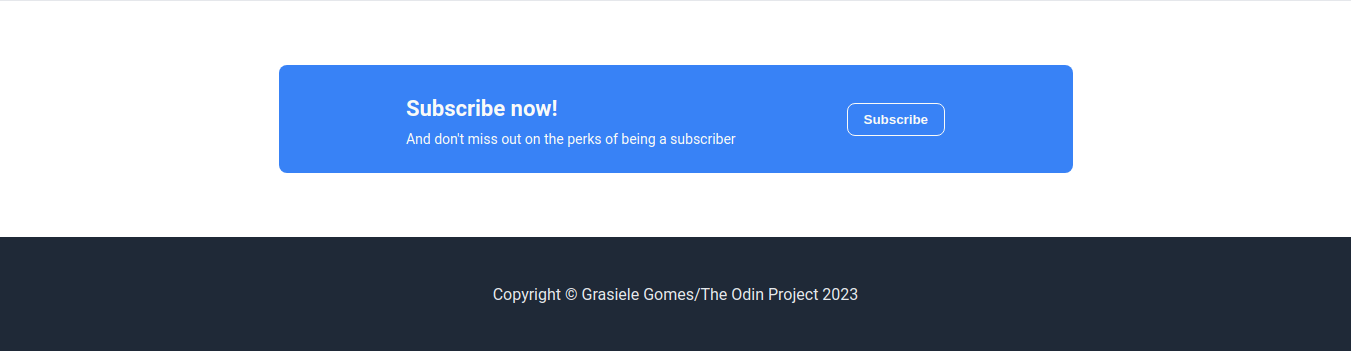 Subscribe now!
And don't miss out on the perks of being a subscriber
Subscribe
Copyright © Grasiele Gomes/The Odin Project 2023